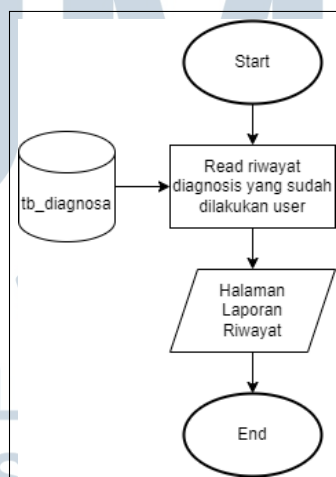 Start
Read riwayat
diagnosis yang sudah
dilakukan user
tb_diagnosa
Halaman
Laporan
Riwayat
End